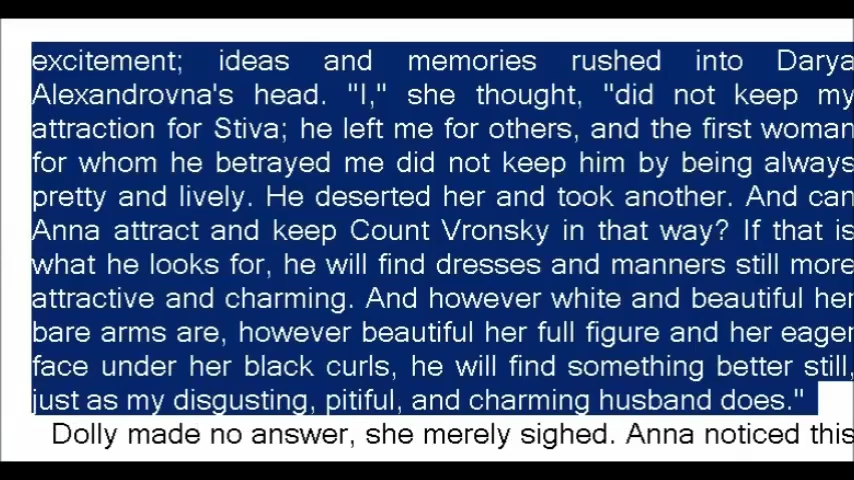 excitement; ideas and memories rushed into Darya
Alexandrovna's head. "I," she thought, "did not keep my
attraction for Stiva; he left me for others, and the first woman
for whom he betrayed me did not keep him by being always
pretty and lively. He deserted her and took another. And can
Anna attract and keep Count Vronsky in that way? If that is
what he looks for, he will find dresses and manners still more
attractive and charming. And however white and beautiful her
bare arms are, however beautiful her full figure and her eager
face under her black curls, he will find something better still,
just as my disgusting, pitiful, and charming husband does."
Dolly made no answer, she merely sighed. Anna noticed this